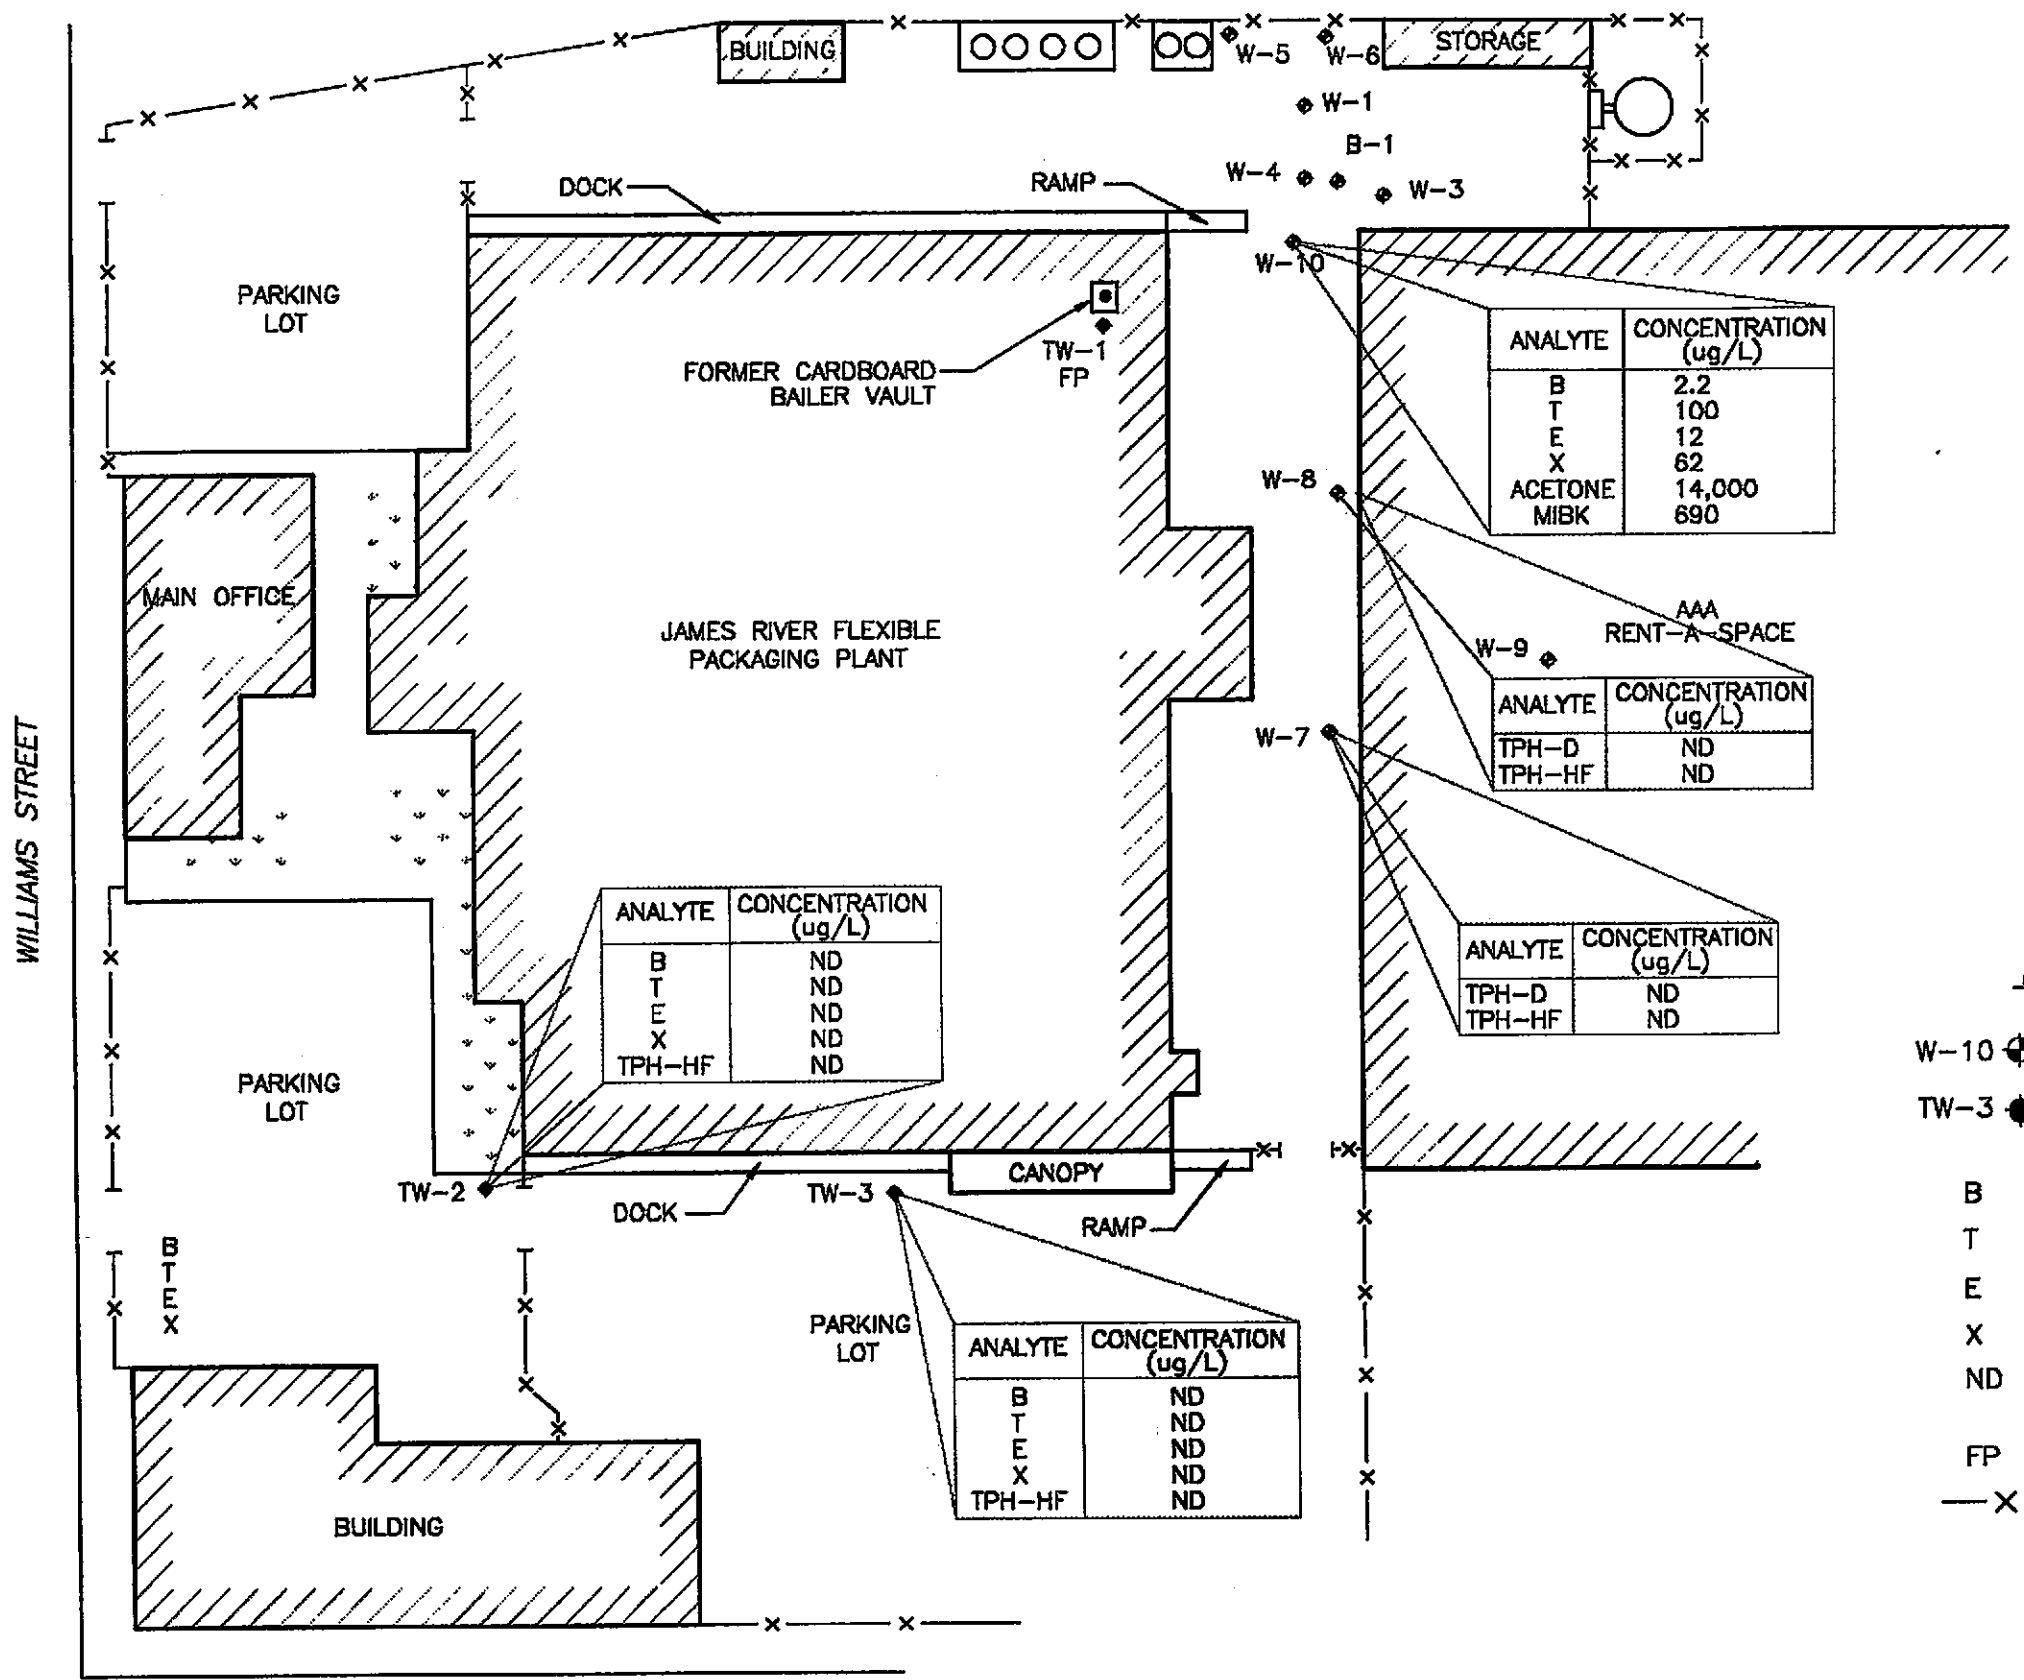 BUILDING
W-5
W-6
STORAGE
W-1
B-1
W-4
W-3
DOCK
RAMP
W-10
PARKING
LOT
TW-1
FP
FORMER CARDBOARD
BAILER VAULT
ANALYTE CONCENTRATION
(ug/L)
B 2.2
T 100
E 12
X 62
ACETONE 14,000
MIBK 690
W-8
MAIN OFFICE
JAMES RIVER FLEXIBLE
PACKAGING PLANT
AAA
RENT-A-SPACE
W-9
ANALYTE CONCENTRATION
(ug/L)
TPH-D ND
TPH-HF ND
W-7
WILLIAMS STREET
ANALYTE CONCENTRATION
(ug/L)
B ND
T ND
E ND
X ND
TPH-HF ND
ANALYTE CONCENTRATION
(ug/L)
TPH-D ND
TPH-HF ND
PARKING
LOT
W-10
TW-3
CANOPY
TW-2
DOCK
TW-3
RAMP
B
T
E
X
PARKING
LOT
ANALYTE CONCENTRATION
(ug/L)
B ND
T ND
E ND
X ND
TPH-HF ND
BUILDING
B
T
E
X
ND
FP